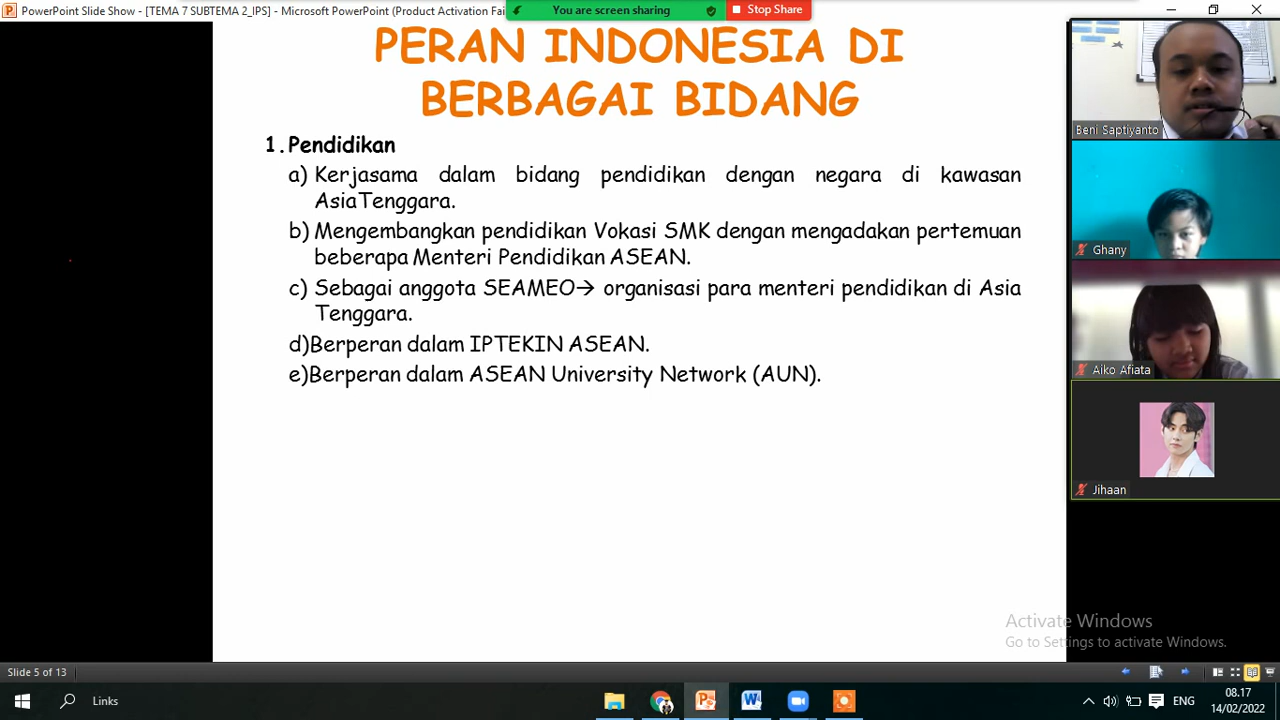 PowerPoint Slide Show - [TEMA 7 SUBTEMA 2_IPS] - Microsoft PowerPoint (Product Activation Fai
You are screen sharing
Stop Share
PERAN INDONESIA DI
BERBAGAI BIDANG
1. Pendidikan
a) Kerjasama dalam bidang pendidikan dengan negara di kawasan
AsiaTenggara.
b) Mengembangkan pendidikan Vokasi SMK dengan mengadakan pertemuan
beberapa Menteri Pendidikan ASEAN.
c) Sebagai anggota SEAMEO→ organisasi para menteri pendidikan di Asia
Tenggara.
d)Berperan dalam IPTEKIN ASEAN.
e)Berperan dalam ASEAN University Network (AUN).
Beni Saptiyanto
Ghany
Aiko Afiata
Jihaan
Activate Windows
Go to Settings to activate Windows.
Slide 5 of 13
Links
ENG
08.17
14/02/2022